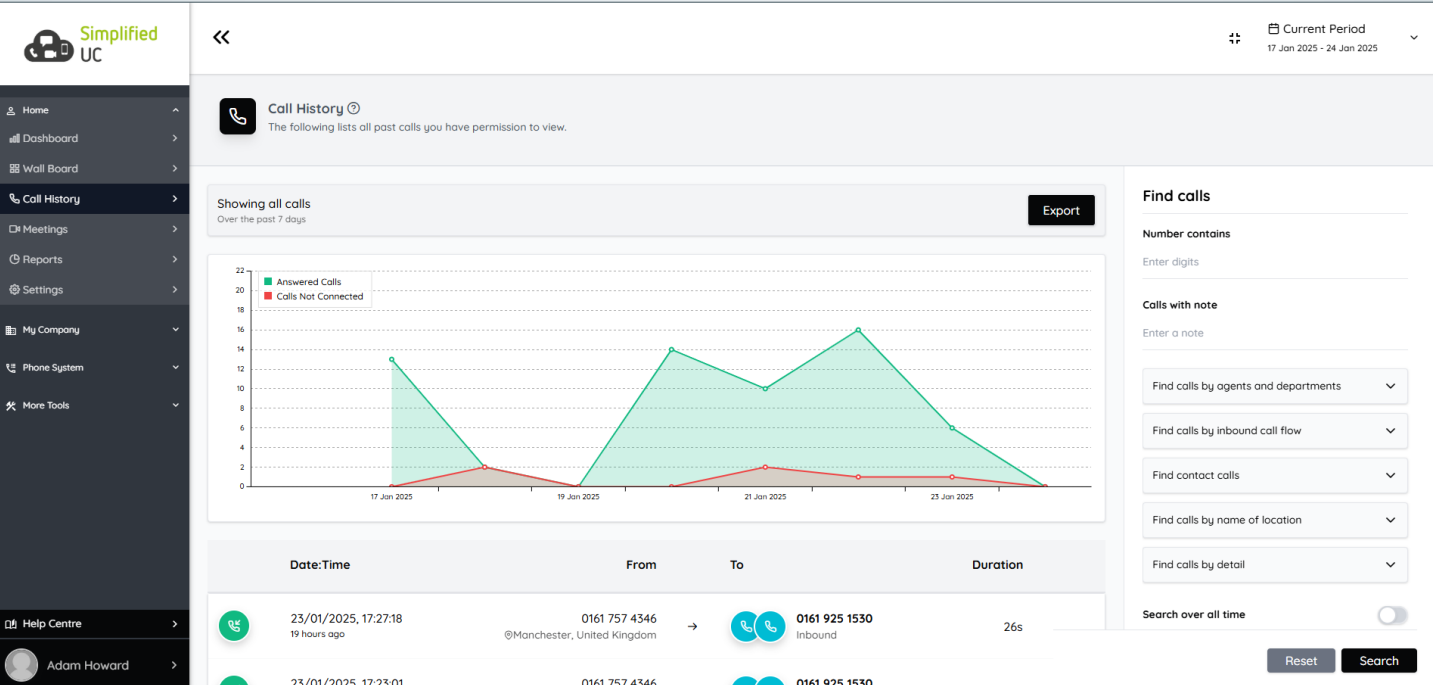 Simplified
UC
Current Period
17 Jan 2025 - 24 Jan 2025
Home
Dashboard
Wall Board
Call History
Meetings
Reports
Settings
My Company
Phone System
More Tools
Help Centre
Adam Howard
Call History
The following lists all past calls you have permission to view.
Showing all calls
Over the past 7 days
Export
Answered Calls
Calls Not Connected
22
20
18
16
14
12
10
8
6
4
2
0
17 Jan 2025 19 Jan 2025 21 Jan 2025 23 Jan 2025
Date:Time From To Duration
23/01/2025, 17:27:18 0161 757 4346 → 0161 925 1530 26s
19 hours ago Manchester, United Kingdom Inbound
23/01/2025, 17:23:01 0161 757 4346 0161 925 1530
Find calls
Number contains
Enter digits
Calls with note
Enter a note
Find calls by agents and departments
Find calls by inbound call flow
Find contact calls
Find calls by name of location
Find calls by detail
Search over all time
Reset Search